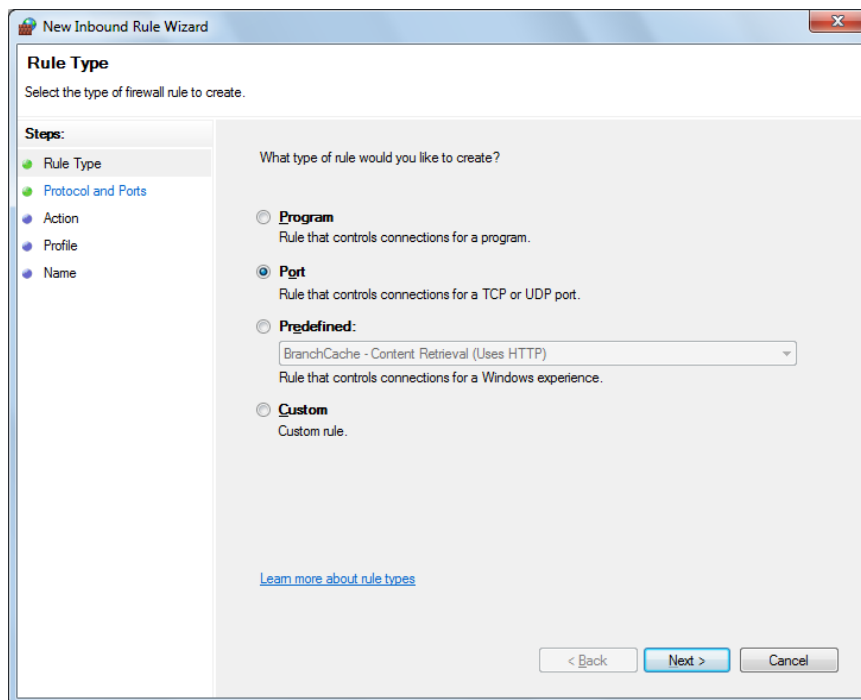 New Inbound Rule Wizard
Rule Type
Select the type of firewall rule to create.
Steps:
Rule Type
Protocol and Ports
Action
Profile
Name
What type of rule would you like to create?
Program
Rule that controls connections for a program.
Port
Rule that controls connections for a TCP or UDP port.
Predefined:
BranchCache - Content Retrieval (Uses HTTP)
Rule that controls connections for a Windows experience.
Custom
Custom rule.
Learn more about rule types
< Back Next > Cancel